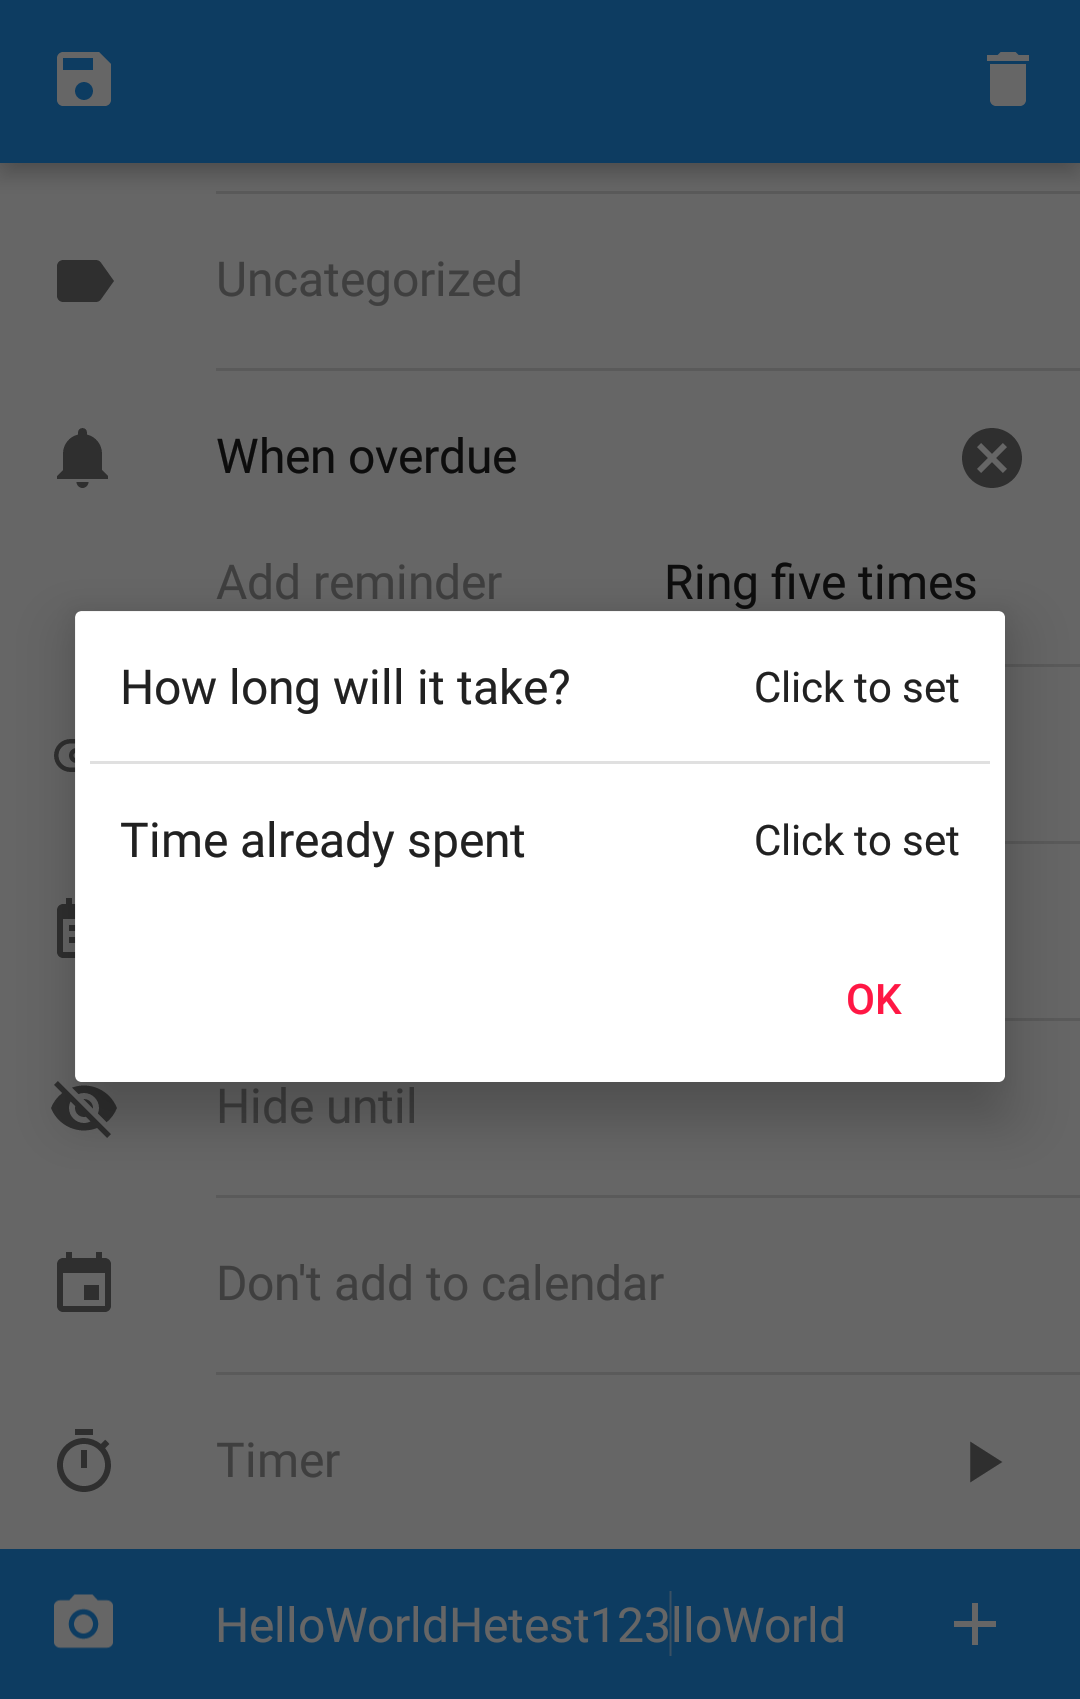 Uncategorized
When overdue
Add reminder Ring five times
How long will it take? Click to set
Time already spent Click to set
OK
Hide until
Don't add to calendar
Timer
HelloWorldHetest123lloWorld